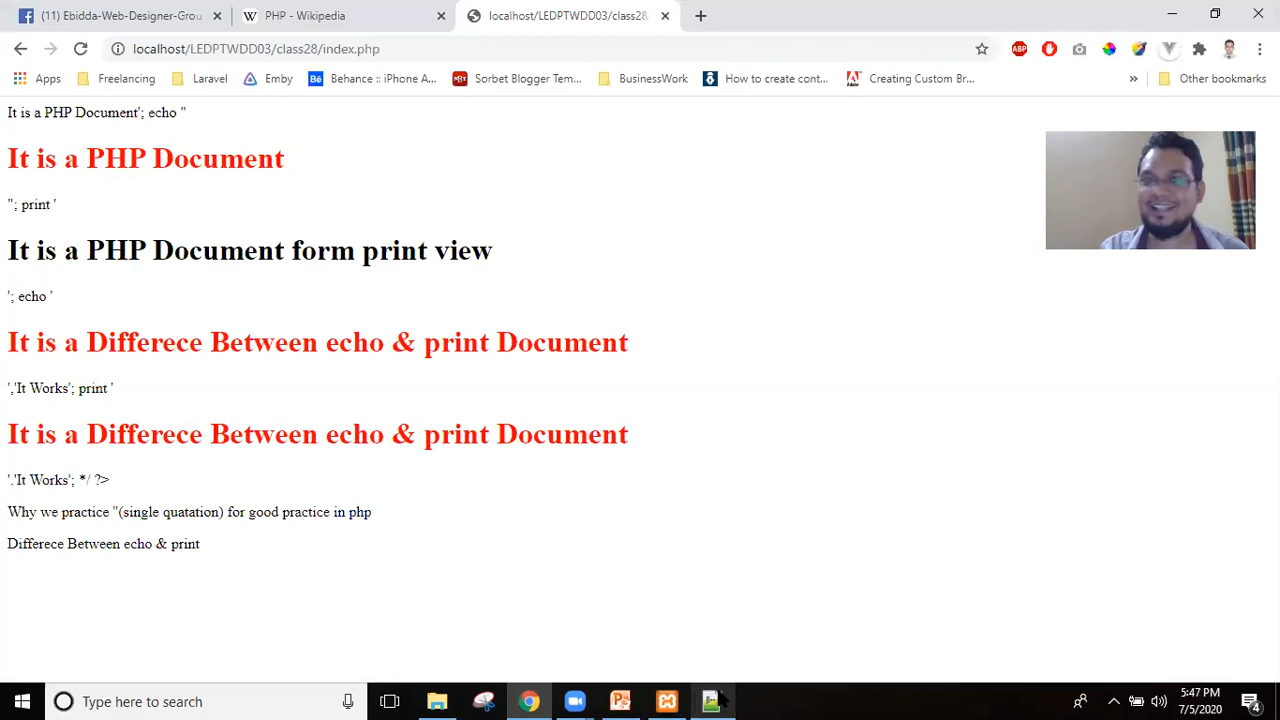 (11) Ebidda-Web-Designer-Grou
PHP - Wikipedia
localhost/LEDPTWDD03/class28&
localhost/LEDPTWDD03/class28/index.php
ABP
Apps
Freelancing
Laravel
Emby
Behance :: iPhone A...
Sorbet Blogger Tem...
BusinessWork
How to create cont...
Creating Custom Br...
Other bookmarks
It is a PHP Document'; echo "
It is a PHP Document
"; print '
It is a PHP Document form print view
'; echo '
It is a Differece Between echo & print Document
','It Works'; print '
It is a Differece Between echo & print Document
'.'It Works'; */ ?>
Why we practice ''(single quatation) for good practice in php
Differece Between echo & print
Type here to search
5:47 PM
7/5/2020
4